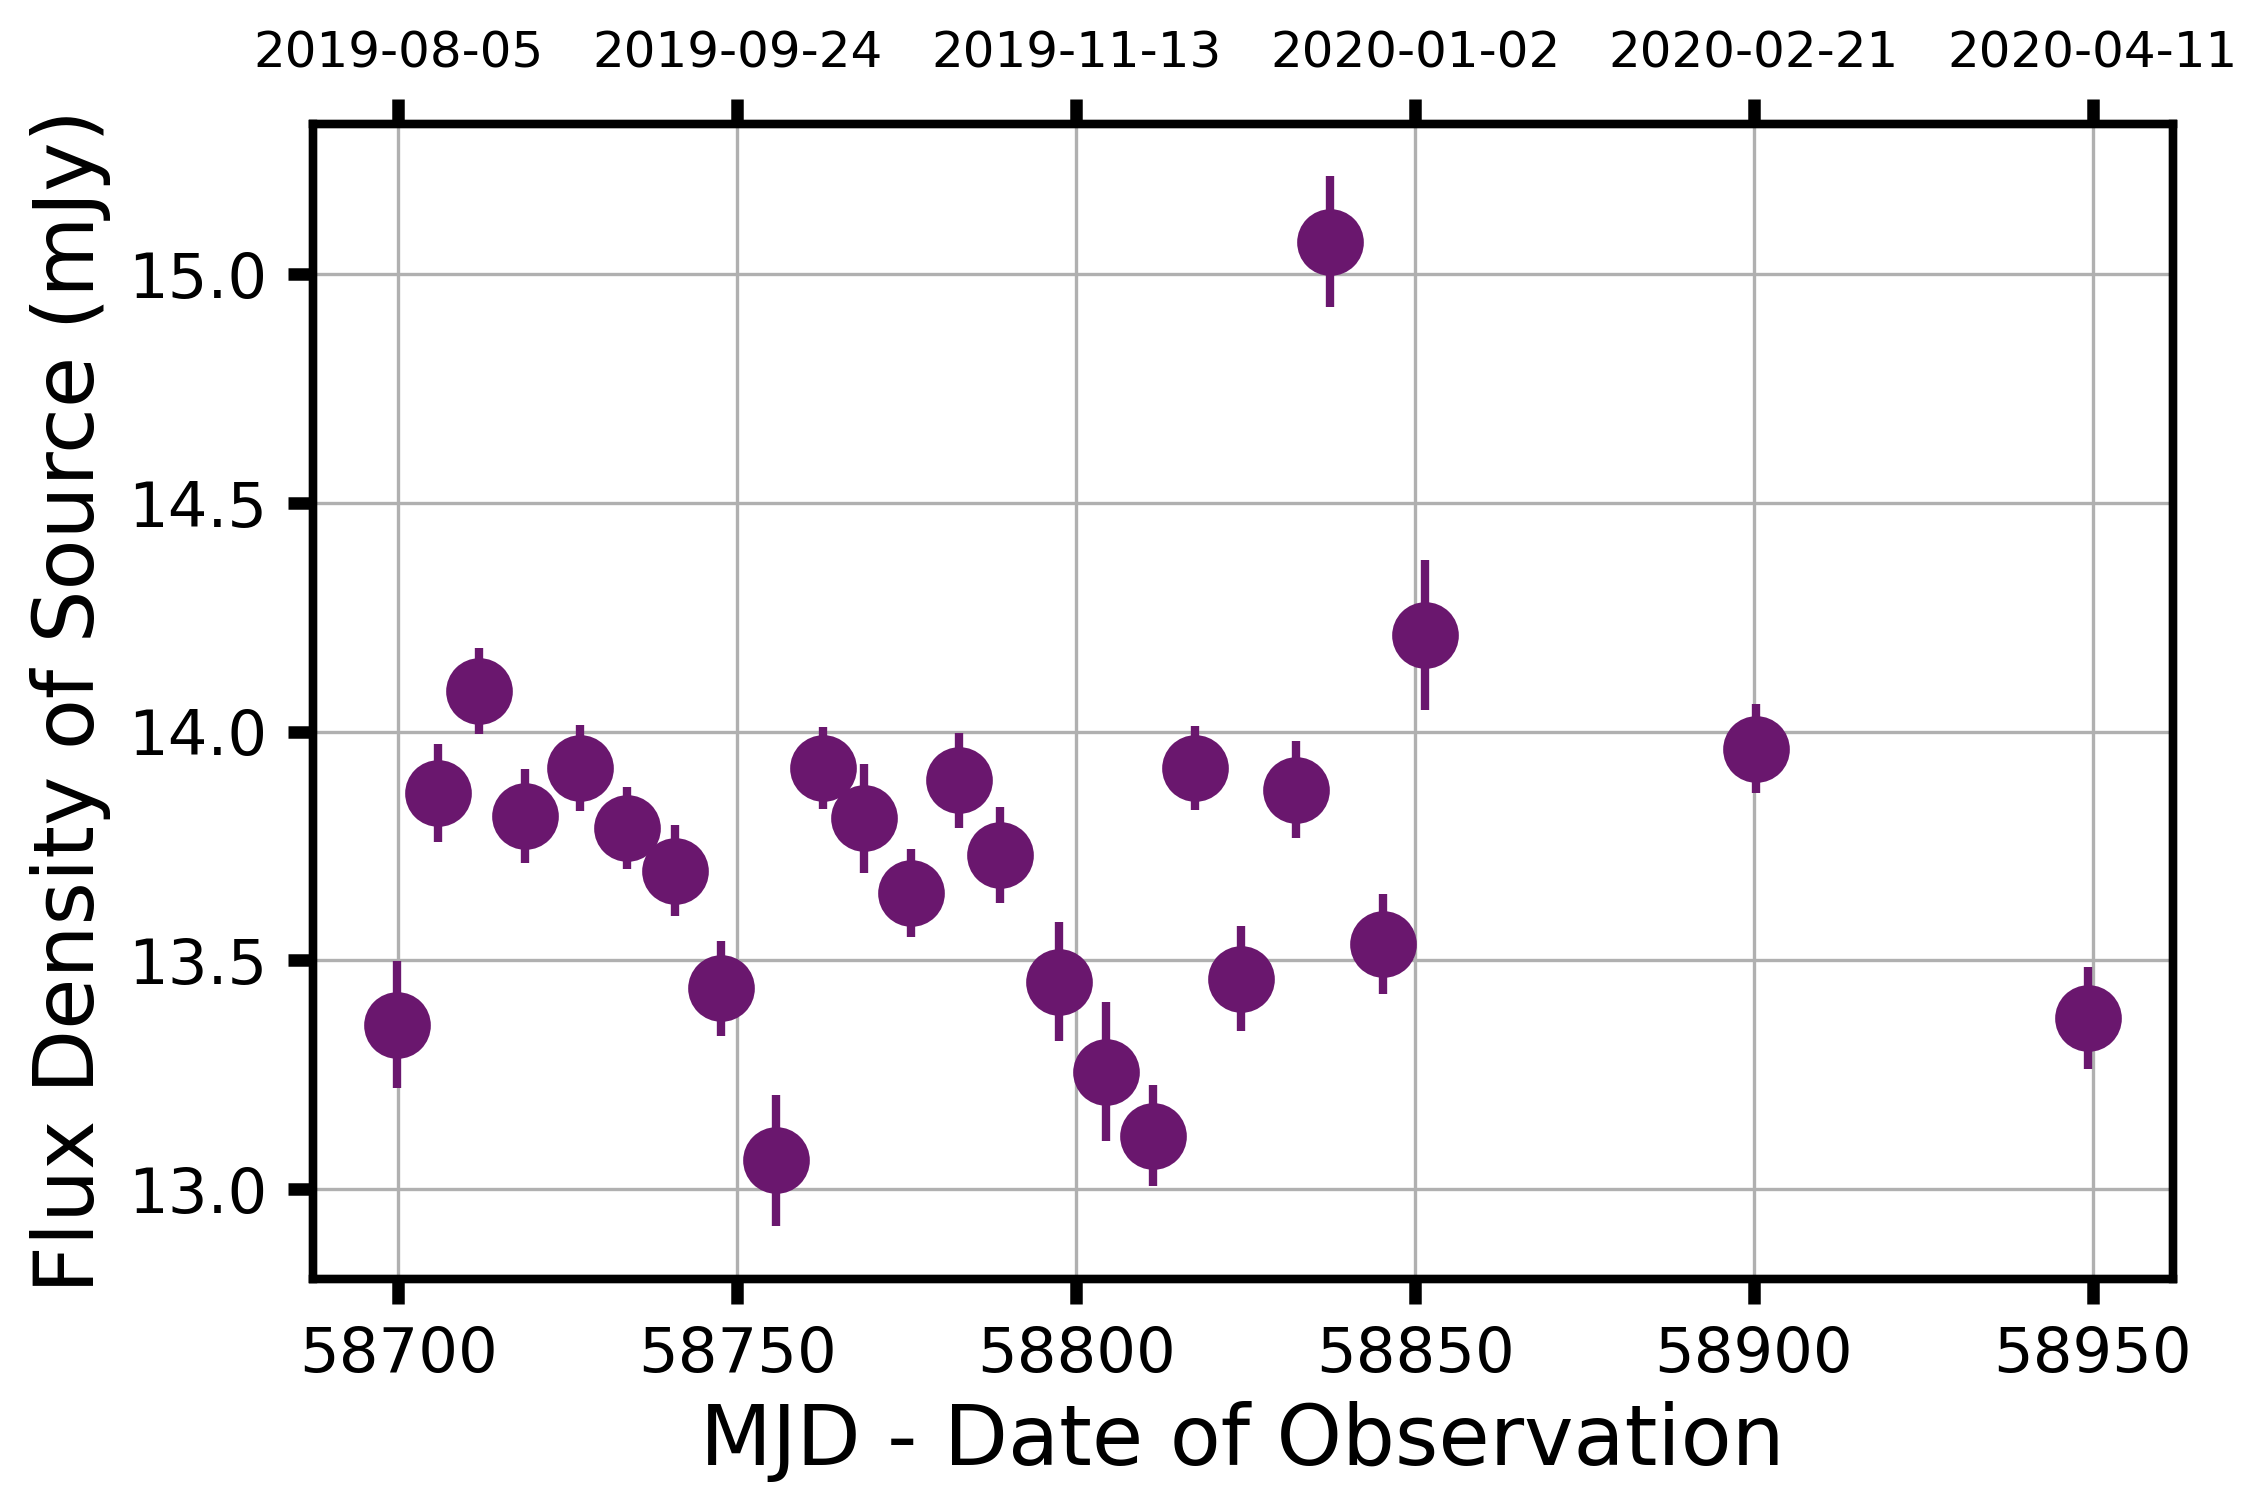 2019-08-05 2019-09-24 2019-11-13 2020-01-02 2020-02-21 2020-04-11
Flux Density of Source (mJy)
15.0
14.5
14.0
13.5
13.0
58700 58750 58800 58850 58900 58950
MJD - Date of Observation